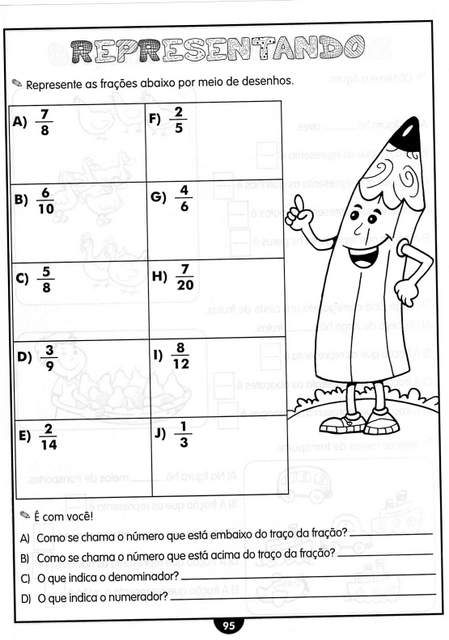 REPRESENTANDO
Represente as frações abaixo por meio de desenhos.
A) 7/8
F) 2/5
B) 6/10
G) 4/6
C) 5/8
H) 7/20
D) 3/9
I) 8/12
E) 2/14
J) 1/3
É com você!
A) Como se chama o número que está embaixo do traço da fração?
B) Como se chama o número que está acima do traço da fração?
C) O que indica o denominador?
D) O que indica o numerador?
95